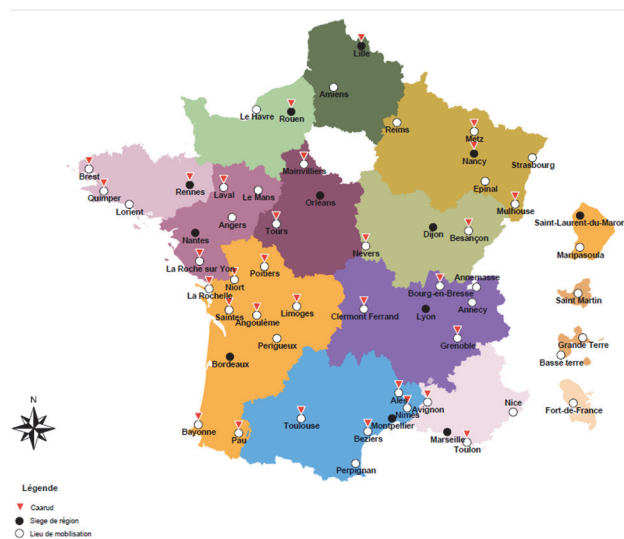 Lille
Amiens
Le Havre
Rouen
Reims
Metz
Nancy
Strasbourg
Mainvilliers
Brest
Quimper
Rennes
Laval
Le Mans
Orleans
Epinal
Mulhouse
Lorient
Angers
Tours
Dijon
Besançon
Saint-Laurent-du-Maron
Nantes
Nevers
Maripasoula
La Roche sur Yon
Poitiers
Niort
Bourg-en-Bresse
Annemasse
La Rochelle
Saintes
Angoulème
Limoges
Clermont Ferrand
Lyon
Annecy
Saint Martin
Perigueux
Grenoble
Grande Terre
Basse terre
Bordeaux
Alès
Nimes
Avignon
Nice
Fort-de-France
N
Bayonne
Pau
Toulouse
Beziers
Montpellier
Marseille
Toulon
Perpignan
Légende
Caarud
Siege de région
Lieu de mobilisation